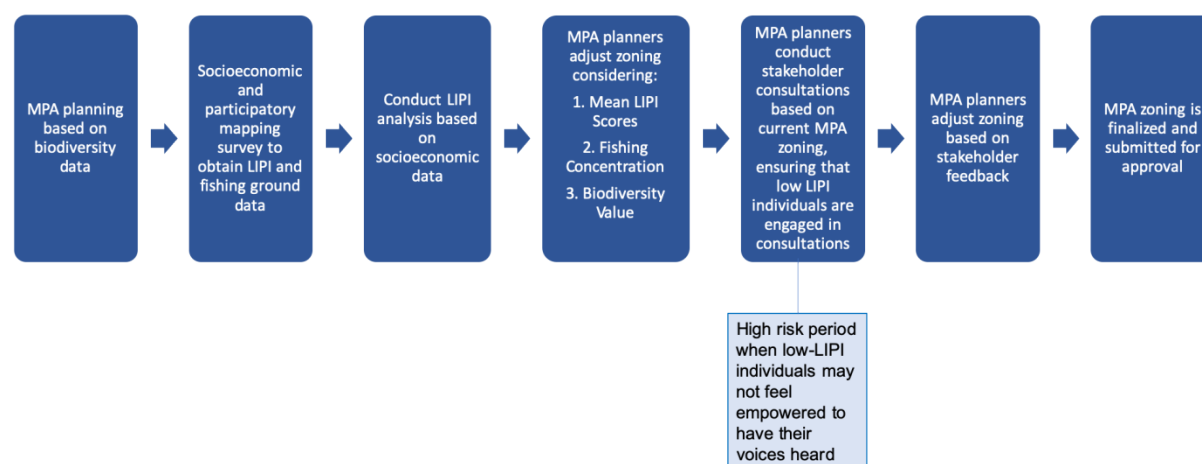 MPA planning
based on
biodiversity
data
Socioeconomic
and
participatory
mapping
survey to
obtain LIPI and
fishing ground
data
Conduct LIPI
analysis based
on
socioeconomic
data
MPA planners
adjust zoning
considering:
1. Mean LIPI
Scores
2. Fishing
Concentration
3. Biodiversity
Value
MPA planners
conduct
stakeholder
consultations
based on
current MPA
zoning,
ensuring that
low LIPI
individuals are
engaged in
consultations
MPA planners
adjust zoning
based on
stakeholder
feedback
MPA zoning is
finalized and
submitted for
approval
High risk period
when low-LIPI
individuals may
not feel
empowered to
have their
voices heard